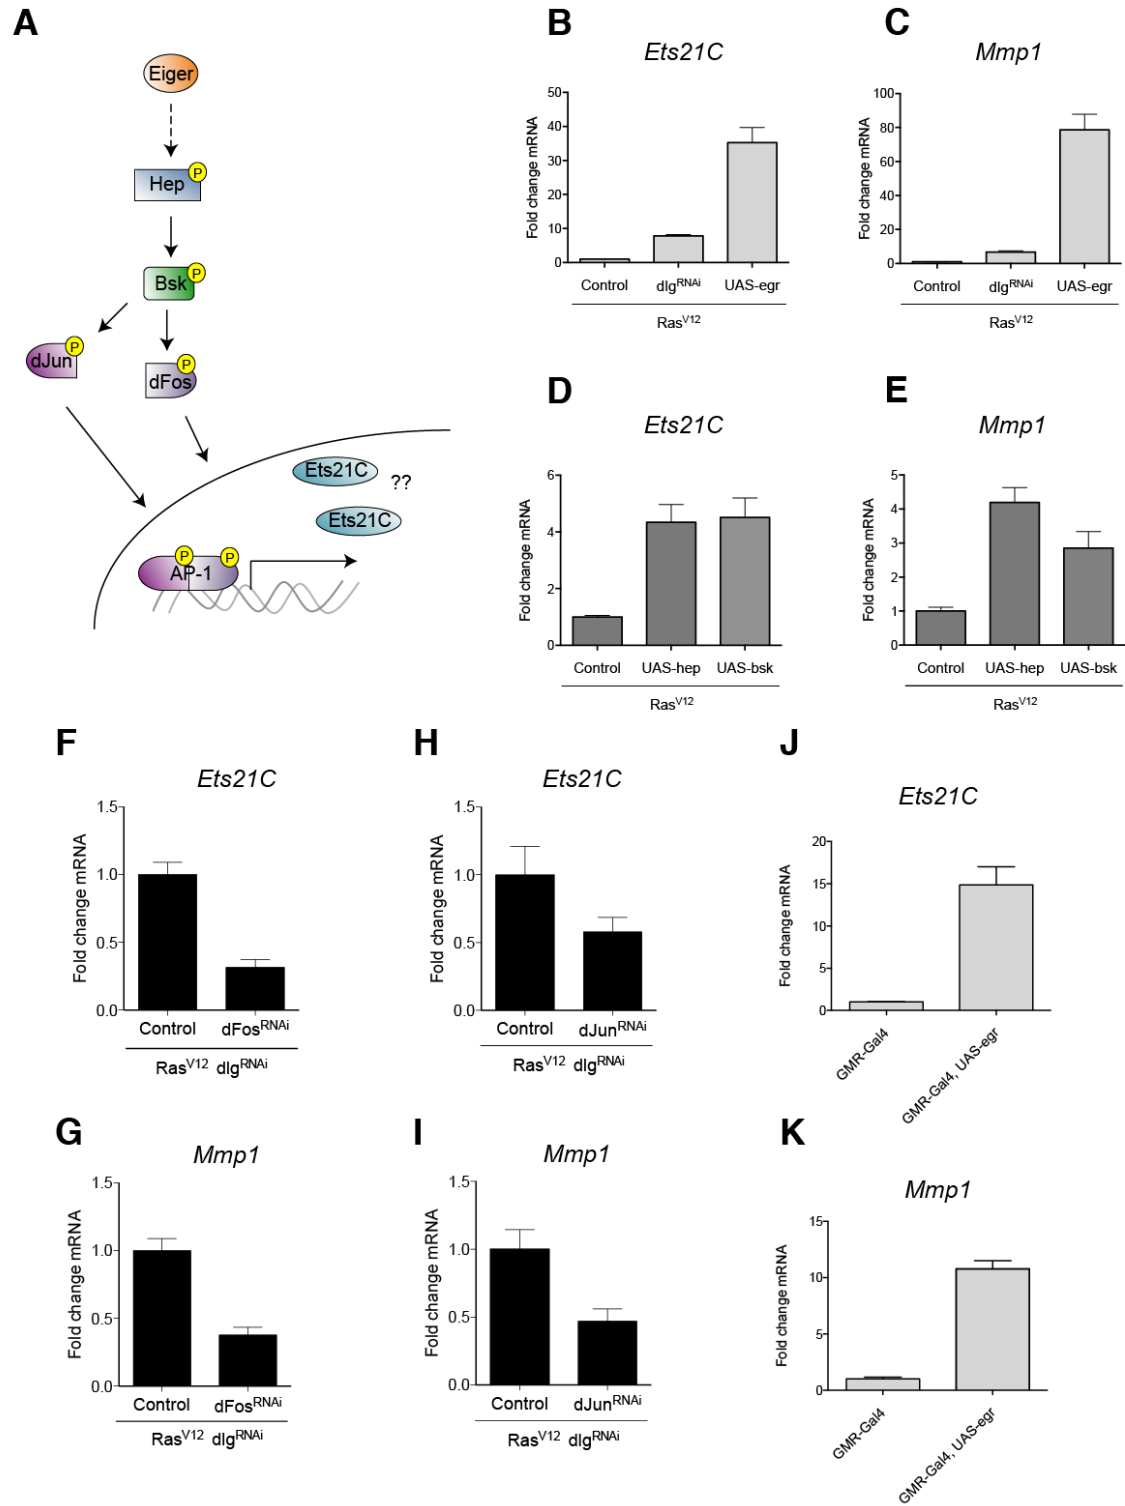 A
Eiger
Hep P
Bsk P
dJun P
dFos P
Ets21C
??
Ets21C
P P
AP-1
B
Ets21C
Fold change mRNA
50
40
30
20
10
0
Control dlgRNAi UAS-egr
RasV12
C
Mmp1
Fold change mRNA
100
80
60
40
20
0
Control dlgRNAi UAS-egr
RasV12
D
Ets21C
Fold change mRNA
6
4
2
0
Control UAS-hep UAS-bsk
RasV12
E
Mmp1
Fold change mRNA
5
4
3
2
1
0
Control UAS-hep UAS-bsk
RasV12
F
Ets21C
Fold change mRNA
1.5
1.0
0.5
0.0
Control dFosRNAi
RasV12 dlgRNAi
H
Ets21C
Fold change mRNA
1.5
1.0
0.5
0.0
Control dJunRNAi
RasV12 dlgRNAi
J
Ets21C
Fold change mRNA
20
15
10
5
0
GMR-Gal4
GMR-Gal4, UAS-egr
G
Mmp1
Fold change mRNA
1.5
1.0
0.5
0.0
Control dFosRNAi
RasV12 dlgRNAi
I
Mmp1
Fold change mRNA
1.5
1.0
0.5
0.0
Control dJunRNAi
RasV12 dlgRNAi
K
Mmp1
Fold change mRNA
15
10
5
0
GMR-Gal4
GMR-Gal4, UAS-egr